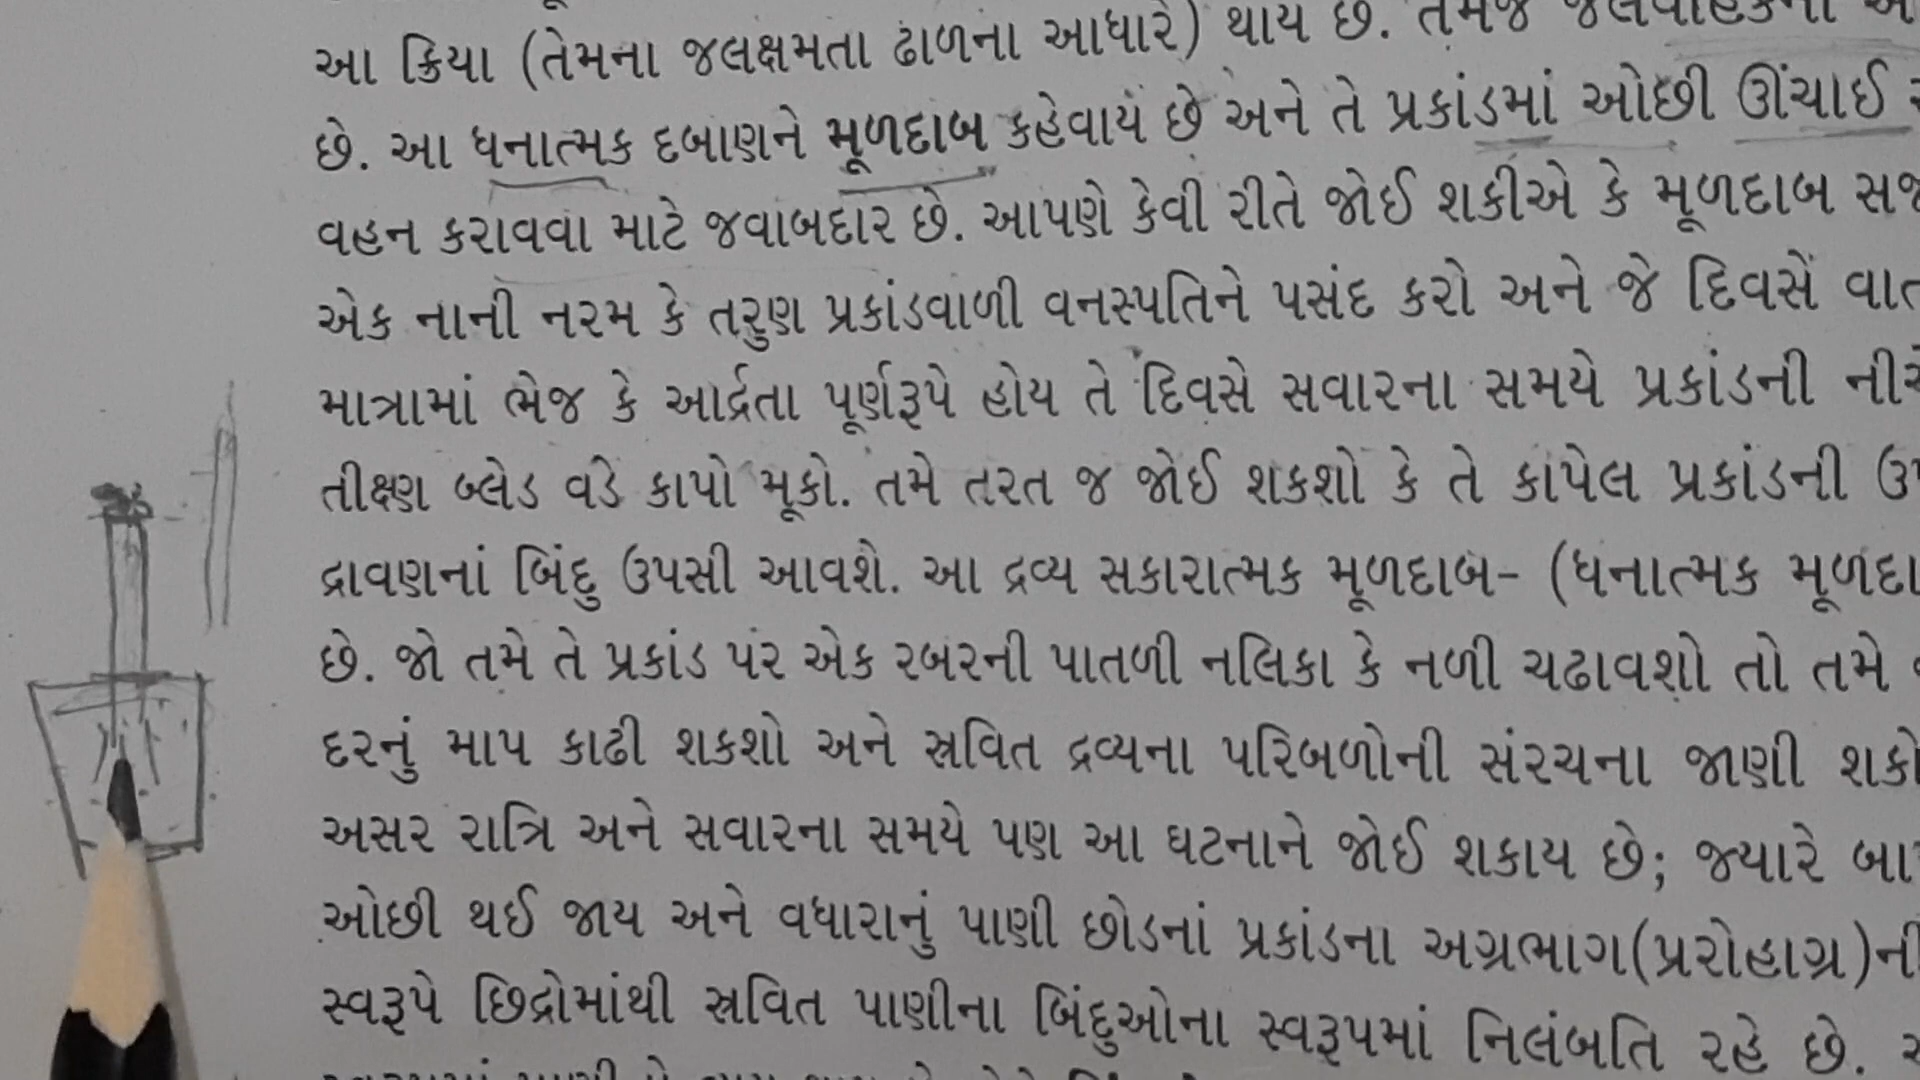 આ ક્રિયા (તેમના જલક્ષમતા ઢાળના આધારે) થાય છે. તેમજ
છે. આ ધનાત્મક દબાણને મૂળદાબ કહેવાય છે અને તે પ્રકાંડમાં ઓછી ઊંચાઈ
વહન કરાવવા માટે જવાબદાર છે. આપણે કેવી રીતે જોઈ શકીએ કે મૂળદાબ
એક નાની નરમ કે તરુણ પ્રકાંડવાળી વનસ્પતિને પસંદ કરો અને જે દિવસે
માત્રામાં ભેજ કે આર્દ્રતા પૂર્ણરૂપે હોય તે દિવસે સવારના સમયે પ્રકાંડની
તીક્ષ્ણ બ્લેડ વડે કાપો મૂકો. તમે તરત જ જોઈ શકશો કે તે કાપેલ પ્રકાંડની
દ્રાવણનાં બિંદુ ઉપસી આવશે. આ દ્રવ્ય સકારાત્મક મૂળદાબ- (ધનાત્મક
છે. જો તમે તે પ્રકાંડ પર એક રબરની પાતળી નલિકા કે નળી ચઢાવશો તો તમે
દરનું માપ કાઢી શકશો અને સ્રવિત દ્રવ્યના પરિબળોની સંરચના જાણી
અસર રાત્રિ અને સવારના સમયે પણ આ ઘટનાને જોઈ શકાય છે; જ્યારે
ઓછી થઈ જાય અને વધારાનું પાણી છોડનાં પ્રકાંડના અગ્રભાગ(પ્રરોહાગ્ર)ની
સ્વરૂપે છિદ્રોમાંથી સ્રવિત પાણીના બિંદુઓના સ્વરૂપમાં નિલંબતિ રહે છે.